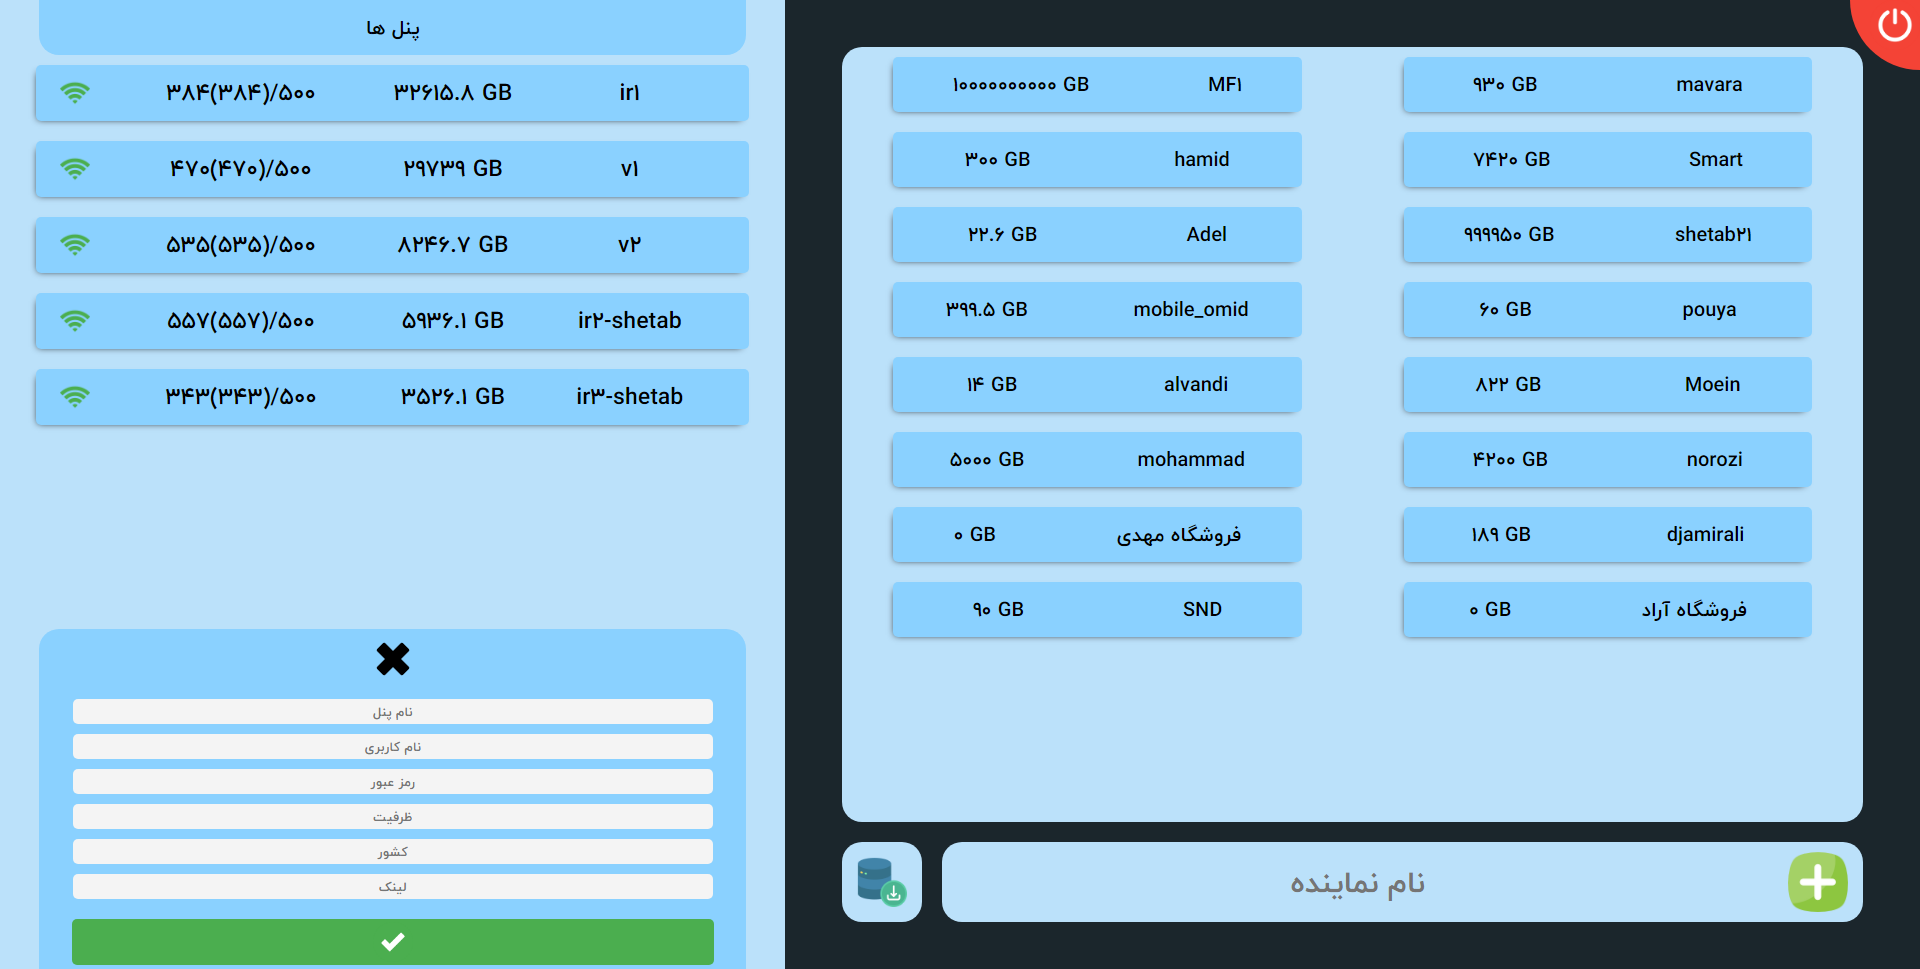 پنل ها
ir۱ ۳۲۶۱۵.۸ GB ۳۸۴(۳۸۴)/۵۰۰
v۱ ۲۹۷۳۹ GB ۴۷۰(۴۷۰)/۵۰۰
v۲ ۸۲۴۶.۷ GB ۵۳۵(۵۳۵)/۵۰۰
ir۲-shetab ۵۹۳۶.۱ GB ۵۵۷(۵۵۷)/۵۰۰
ir۳-shetab ۳۵۲۶.۱ GB ۳۴۳(۳۴۳)/۵۰۰
نام پنل
نام کاربری
رمز عبور
ظرفیت
کشور
لینک
mavara ۹۳۰ GB
MF۱ ۱۰۰۰۰۰۰۰۰۰۰ GB
Smart ۷۴۲۰ GB
hamid ۳۰۰ GB
shetab۲۱ ۹۹۹۹۵۰ GB
Adel ۲۲.۶ GB
pouya ۶۰ GB
mobile_omid ۳۹۹.۵ GB
Moein ۸۲۲ GB
alvandi ۱۴ GB
norozi ۴۲۰۰ GB
mohammad ۵۰۰۰ GB
djamirali ۱۸۹ GB
فروشگاه مهدی ۰ GB
فروشگاه آراد ۰ GB
SND ۹۰ GB
نام نماینده